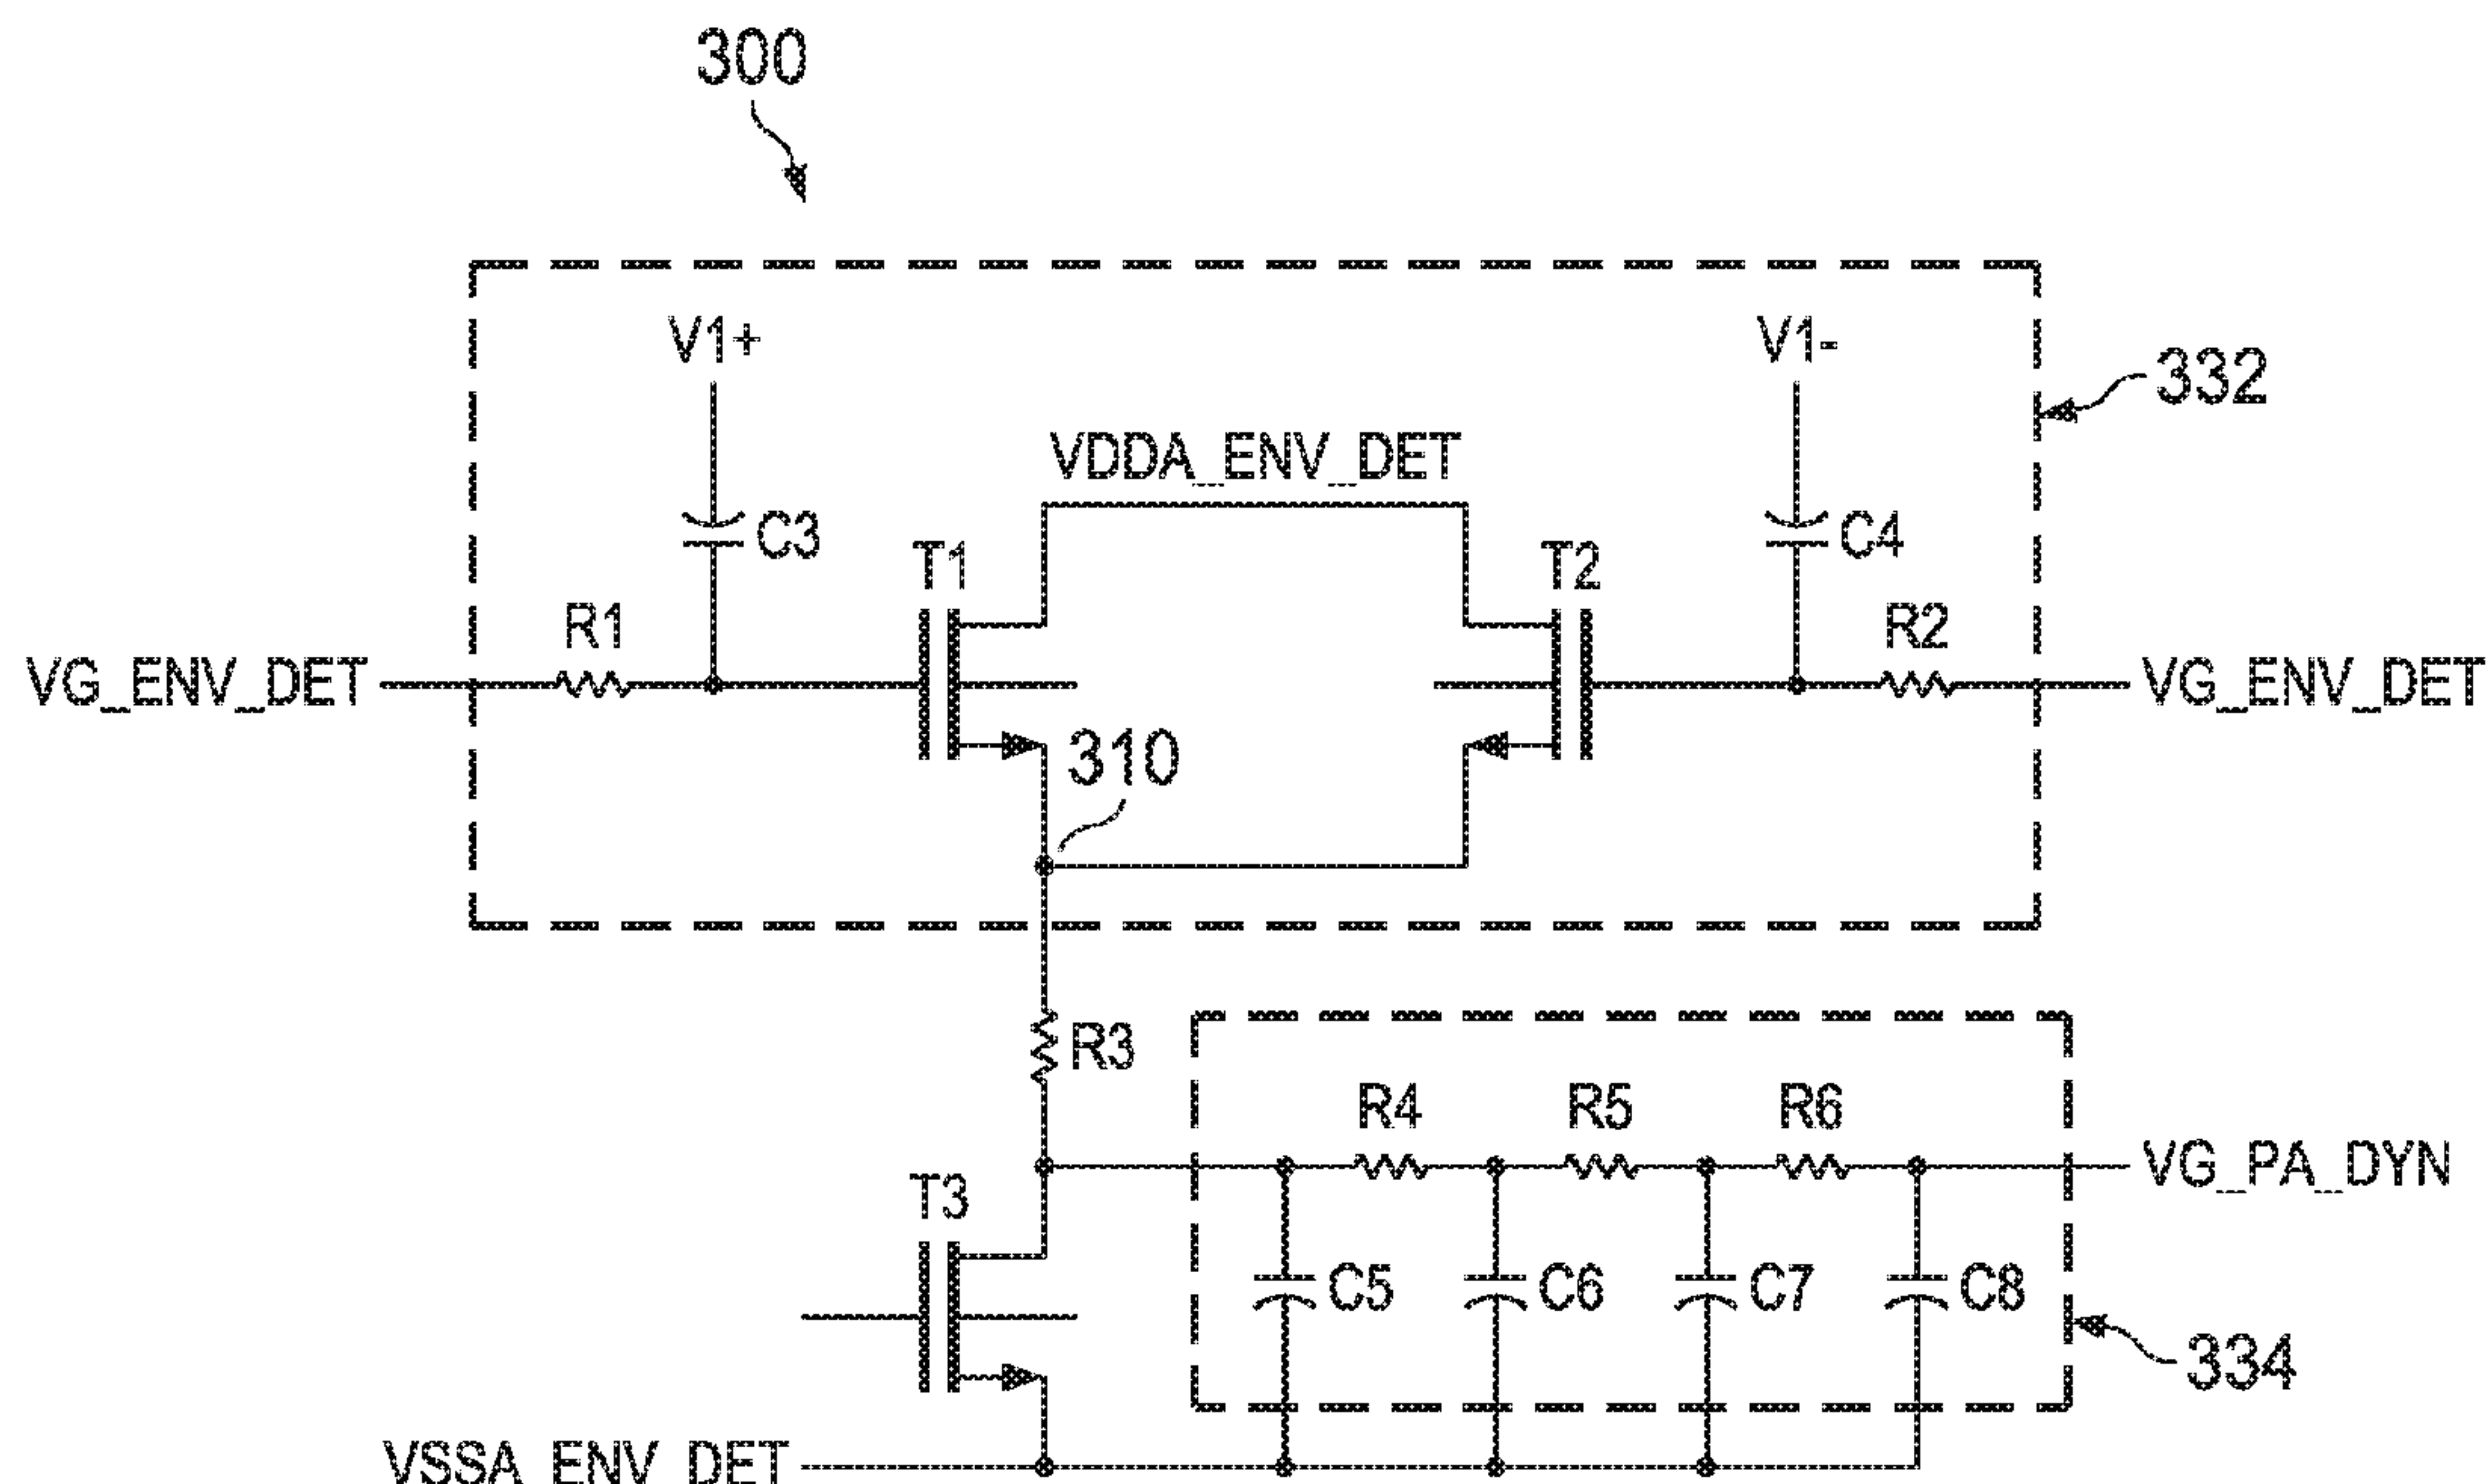 300
V1+
V1-
332
VDDA_ENV_DET
C3
C4
T1
T2
R1
R2
VG_ENV_DET
VG_ENV_DET
310
R3
R4
R5
R6
VG_PA_DYN
T3
C5
C6
C7
C8
334
VSSA_ENV_DET